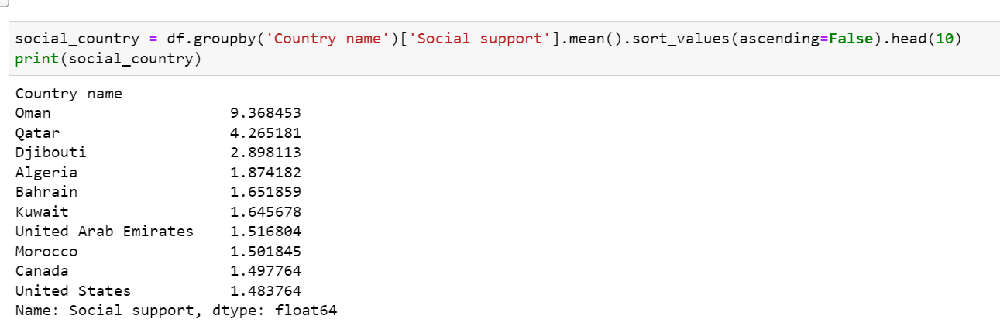 social_country = df.groupby('Country name')['Social support'].mean().sort_values(ascending=False).head(10)
print(social_country)
Country name
Oman                    9.368453
Qatar                   4.265181
Djibouti                2.898113
Algeria                 1.874182
Bahrain                 1.651859
Kuwait                  1.645678
United Arab Emirates    1.516804
Morocco                 1.501845
Canada                  1.497764
United States           1.483764
Name: Social support, dtype: float64